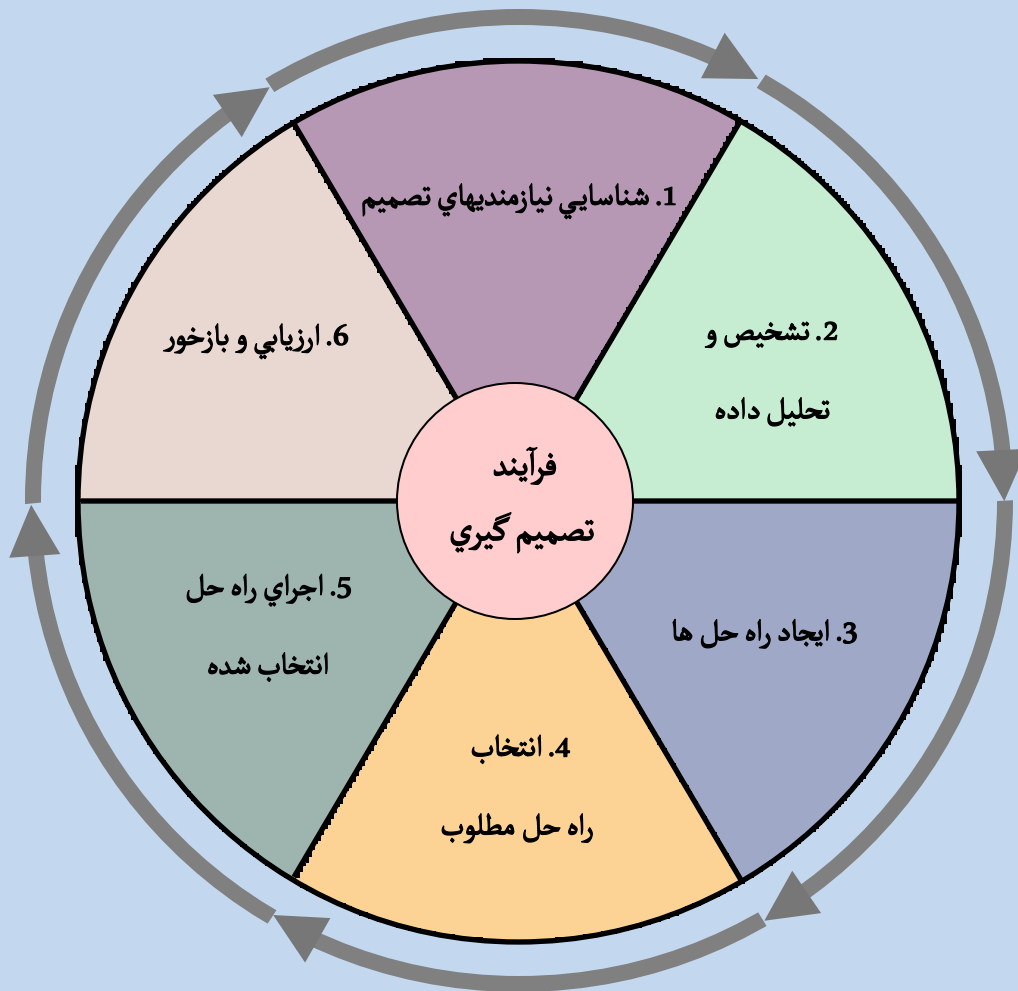 1. شناسايي نيازمنديهاي تصميم
2. تشخيص و
تحليل داده
3. ايجاد راه حل ها
4. انتخاب
راه حل مطلوب
5. اجراي راه حل
انتخاب شده
6. ارزيابي و بازخور
فرآيند
تصميم گيري